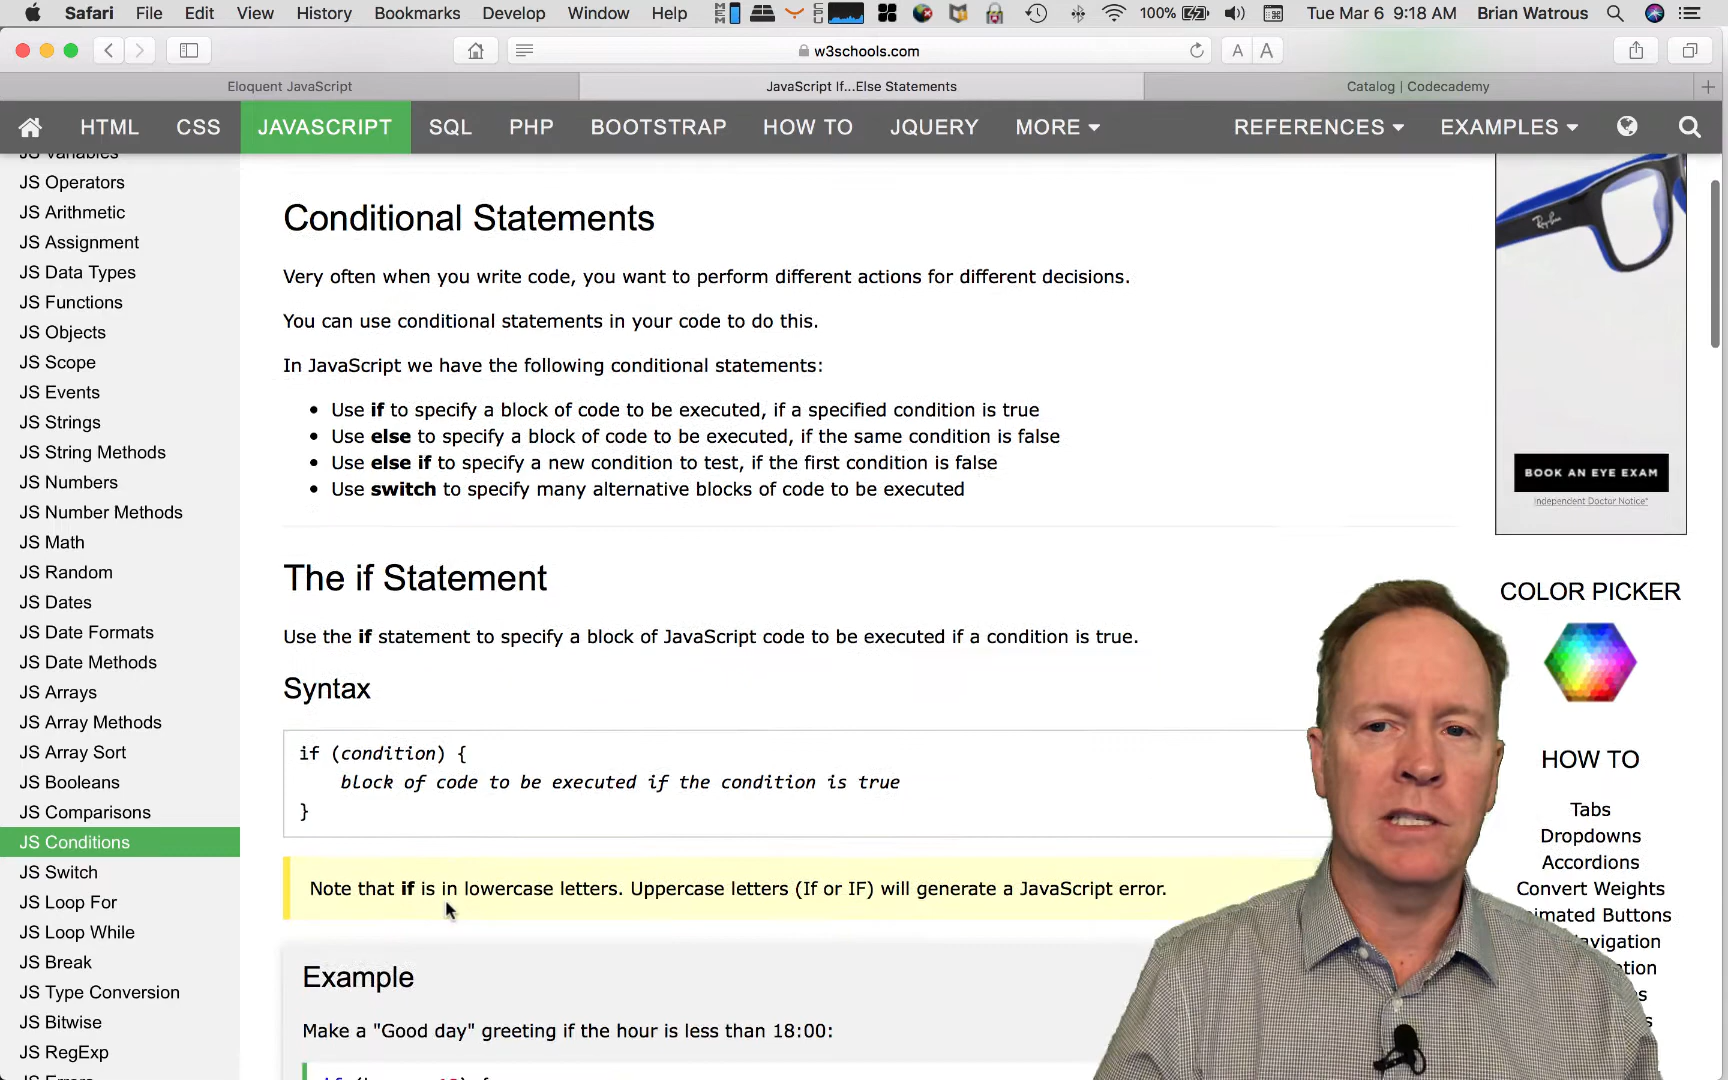 Safari File Edit View History Bookmarks Develop Window Help MEM CPU 100% Tue Mar 6 9:18 AM Brian Watrous
w3schools.com A A
Eloquent JavaScript JavaScript If...Else Statements Catalog | Codecademy
HTML CSS JAVASCRIPT SQL PHP BOOTSTRAP HOW TO JQUERY MORE REFERENCES EXAMPLES
JS Variables
JS Operators
JS Arithmetic
JS Assignment
JS Data Types
JS Functions
JS Objects
JS Scope
JS Events
JS Strings
JS String Methods
JS Numbers
JS Number Methods
JS Math
JS Random
JS Dates
JS Date Formats
JS Date Methods
JS Arrays
JS Array Methods
JS Array Sort
JS Booleans
JS Comparisons
JS Conditions
JS Switch
JS Loop For
JS Loop While
JS Break
JS Type Conversion
JS Bitwise
JS RegExp
Conditional Statements
Very often when you write code, you want to perform different actions for different decisions.
You can use conditional statements in your code to do this.
In JavaScript we have the following conditional statements:
• Use if to specify a block of code to be executed, if a specified condition is true
• Use else to specify a block of code to be executed, if the same condition is false
• Use else if to specify a new condition to test, if the first condition is false
• Use switch to specify many alternative blocks of code to be executed
The if Statement
Use the if statement to specify a block of JavaScript code to be executed if a condition is true.
Syntax
if (condition) {
block of code to be executed if the condition is true
}
Note that if is in lowercase letters. Uppercase letters (If or IF) will generate a JavaScript error.
Example
Make a "Good day" greeting if the hour is less than 18:00:
Ray-Ban
BOOK AN EYE EXAM
Independent Doctor Notice*
COLOR PICKER
HOW TO
Tabs
Dropdowns
Accordions
Convert Weights
imated Buttons
avigation
tion